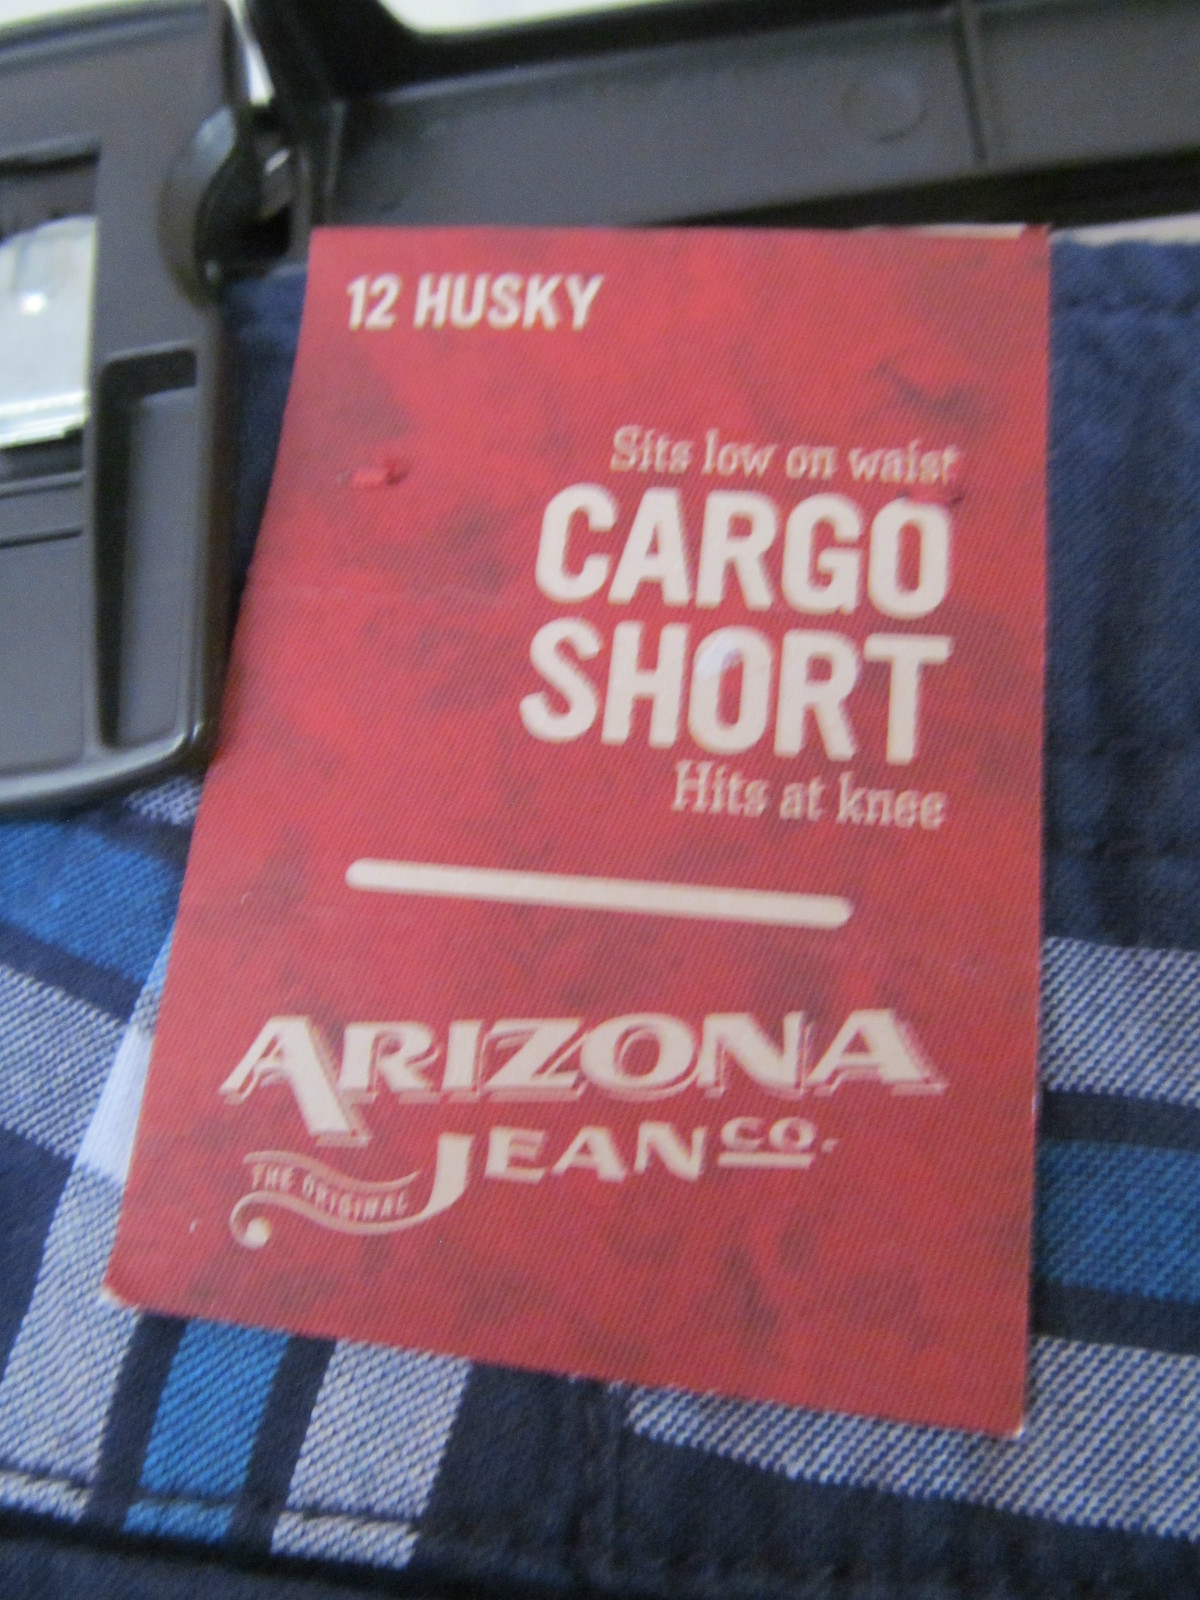 12 HUSKY
Sits low on waist
CARGO
SHORT
Hits at knee
ARIZONA
JEAN CO.
THE ORIGINAL